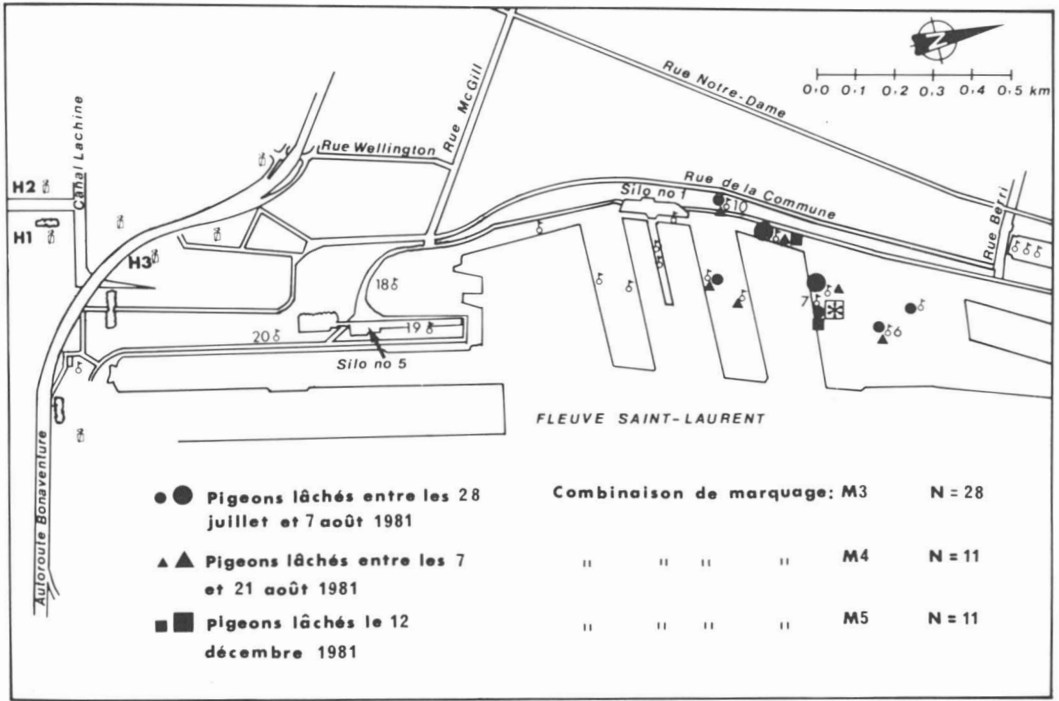 N
0,0 0,1 0,2 0,3 0,4 0,5 km
Rue Notre-Dame
Rue McGill
Rue Wellington
Canal Lachine
H2
H1
H3
Rue de la Commune
Silo no 1
10
Rue Berri
7
6
18
19
20
Silo no 5
FLEUVE SAINT-LAURENT
Autoroute Bonaventure
Pigeons lâchés entre les 28 Combinaison de marquage: M3 N = 28
juillet et 7 août 1981
Pigeons lâchés entre les 7 " " " " M4 N = 11
et 21 août 1981
Pigeons lâchés le 12 " " " " M5 N = 11
décembre 1981